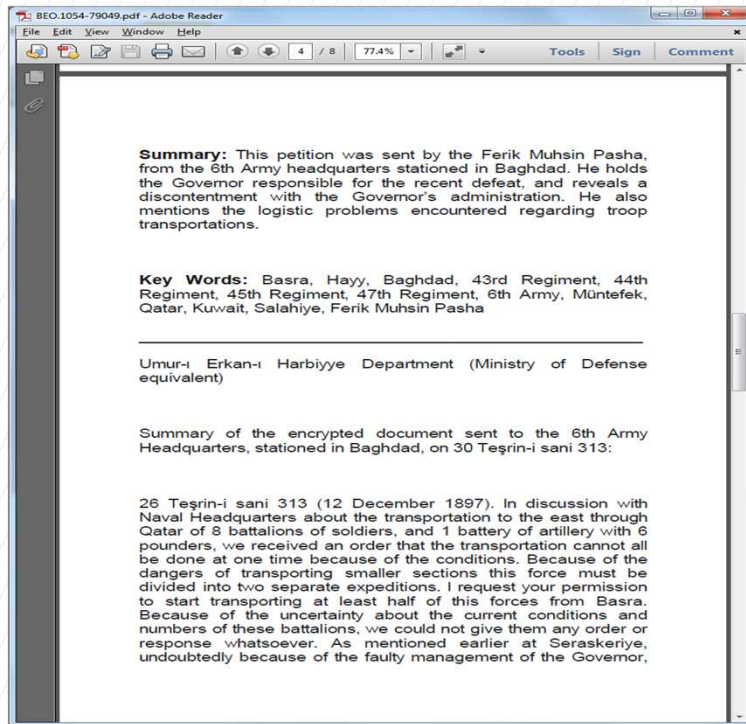 BEO.1054-79049.pdf - Adobe Reader
File Edit View Window Help
4 / 8 77.4% Tools Sign Comment
Summary: This petition was sent by the Ferik Muhsin Pasha,
from the 6th Army headquarters stationed in Baghdad. He holds
the Governor responsible for the recent defeat, and reveals a
discontentment with the Governor's administration. He also
mentions the logistic problems encountered regarding troop
transportations.
Key Words: Basra, Hayy, Baghdad, 43rd Regiment, 44th
Regiment, 45th Regiment, 47th Regiment, 6th Army, Müntefek,
Qatar, Kuwait, Salahiye, Ferik Muhsin Pasha
Umur-ı Erkan-ı Harbiyye Department (Ministry of Defense
equivalent)
Summary of the encrypted document sent to the 6th Army
Headquarters, stationed in Baghdad, on 30 Teşrin-i sani 313:
26 Teşrin-i sani 313 (12 December 1897). In discussion with
Naval Headquarters about the transportation to the east through
Qatar of 8 battalions of soldiers, and 1 battery of artillery with 6
pounders, we received an order that the transportation cannot all
be done at one time because of the conditions. Because of the
dangers of transporting smaller sections this force must be
divided into two separate expeditions. I request your permission
to start transporting at least half of this forces from Basra.
Because of the uncertainty about the current conditions and
numbers of these battalions, we could not give them any order or
response whatsoever. As mentioned earlier at Seraskeriye,
undoubtedly because of the faulty management of the Governor,